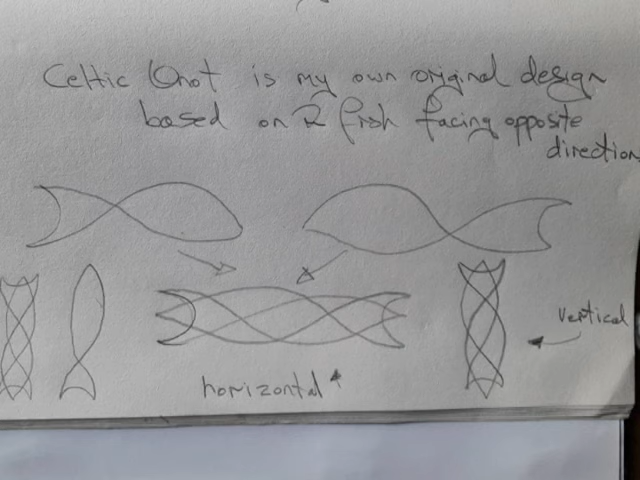 Celtic Knot is my own original design
based on 2 fish facing opposite
direction
vertical
horizontal